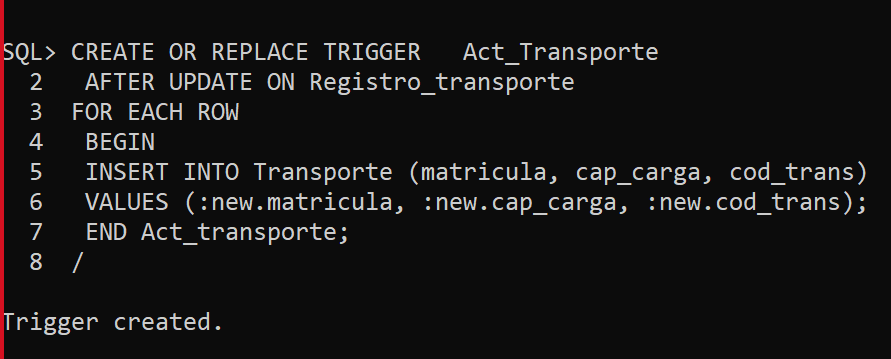 SQL> CREATE OR REPLACE TRIGGER   Act_Transporte
  2   AFTER UPDATE ON Registro_transporte
  3  FOR EACH ROW
  4   BEGIN
  5   INSERT INTO Transporte (matricula, cap_carga, cod_trans)
  6   VALUES (:new.matricula, :new.cap_carga, :new.cod_trans);
  7   END Act_transporte;
  8  /
Trigger created.